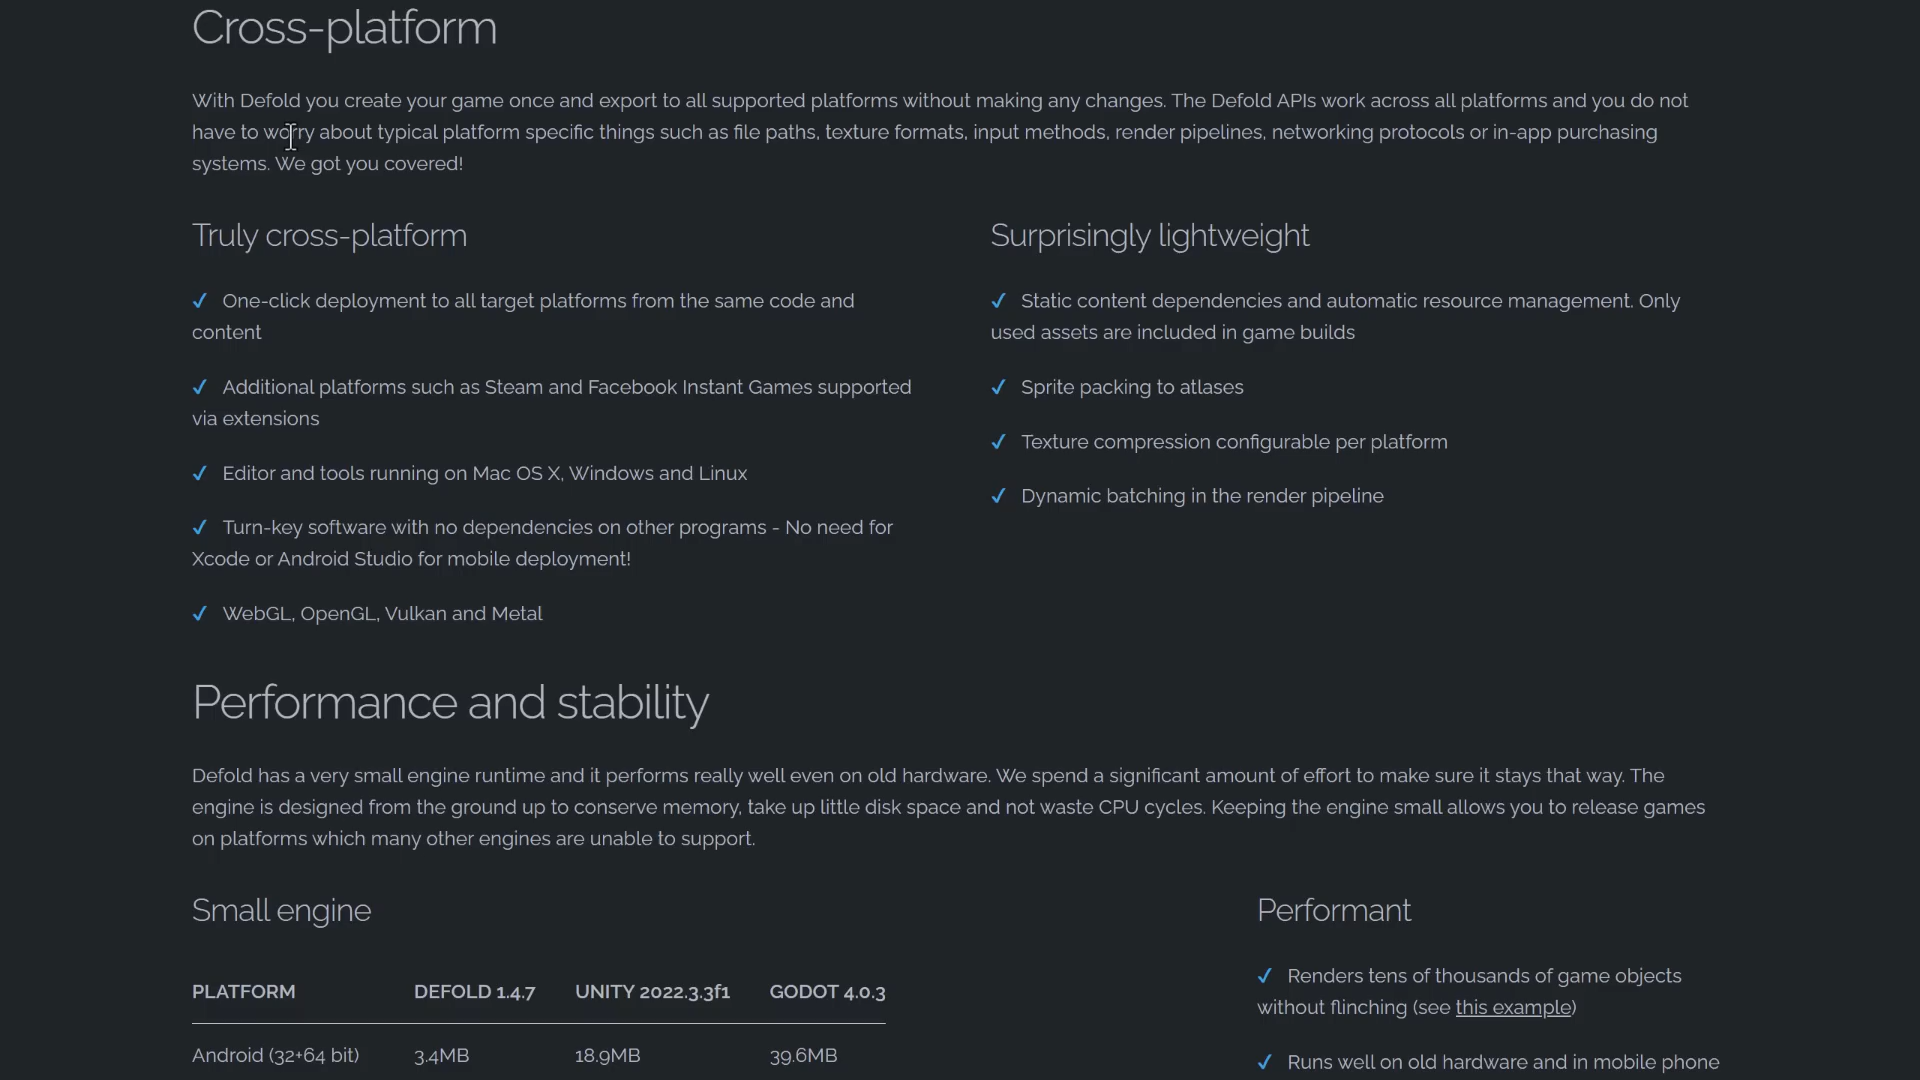 Cross-platform
With Defold you create your game once and export to all supported platforms without making any changes. The Defold APIs work across all platforms and you do not
have to worry about typical platform specific things such as file paths, texture formats, input methods, render pipelines, networking protocols or in-app purchasing
systems. We got you covered!
Truly cross-platform
✓ One-click deployment to all target platforms from the same code and
content
✓ Additional platforms such as Steam and Facebook Instant Games supported
via extensions
✓ Editor and tools running on Mac OS X, Windows and Linux
✓ Turn-key software with no dependencies on other programs - No need for
Xcode or Android Studio for mobile deployment!
✓ WebGL, OpenGL, Vulkan and Metal
Surprisingly lightweight
✓ Static content dependencies and automatic resource management. Only
used assets are included in game builds
✓ Sprite packing to atlases
✓ Texture compression configurable per platform
✓ Dynamic batching in the render pipeline
Performance and stability
Defold has a very small engine runtime and it performs really well even on old hardware. We spend a significant amount of effort to make sure it stays that way. The
engine is designed from the ground up to conserve memory, take up little disk space and not waste CPU cycles. Keeping the engine small allows you to release games
on platforms which many other engines are unable to support.
Small engine
PLATFORM DEFOLD 1.4.7 UNITY 2022.3.3f1 GODOT 4.0.3
Android (32+64 bit) 3.4MB 18.9MB 39.6MB
Performant
✓ Renders tens of thousands of game objects
without flinching (see this example)
✓ Runs well on old hardware and in mobile phone